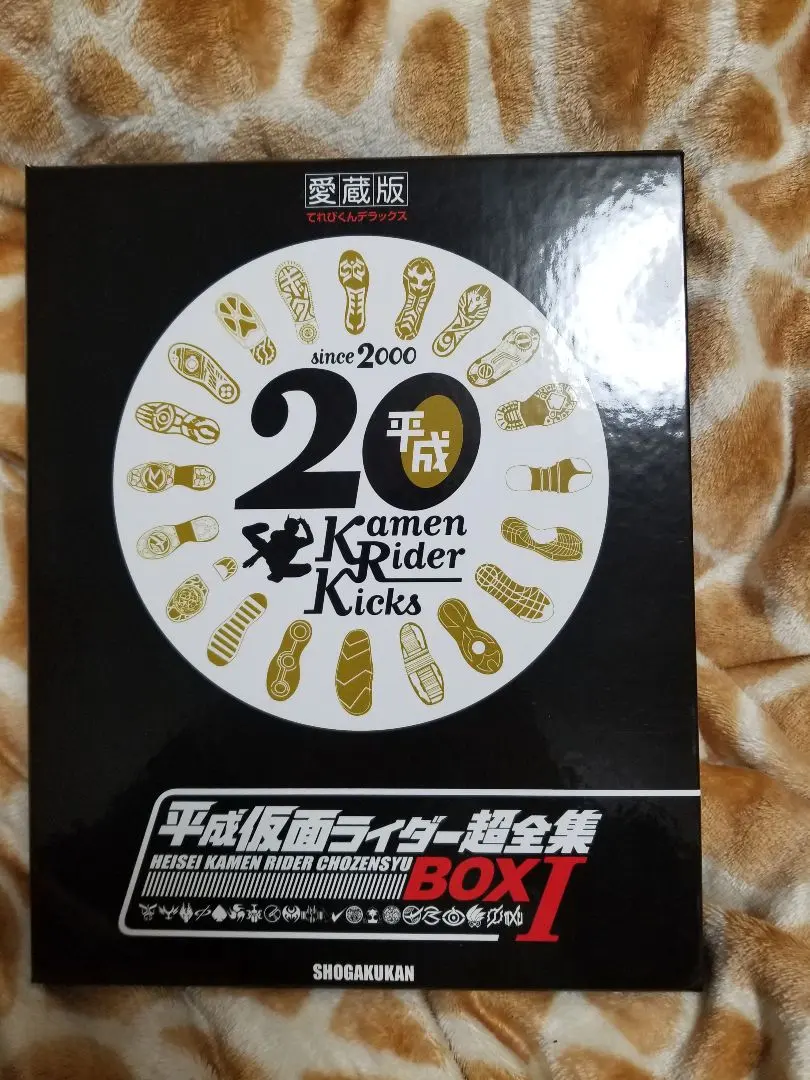 愛蔵版
てれびくんデラックス
since 2000
20
平成
Kamen
Rider
Kicks
平成仮面ライダー超全集
HEISEI KAMEN RIDER CHOZENSYU
BOX I
SHOGAKUKAN